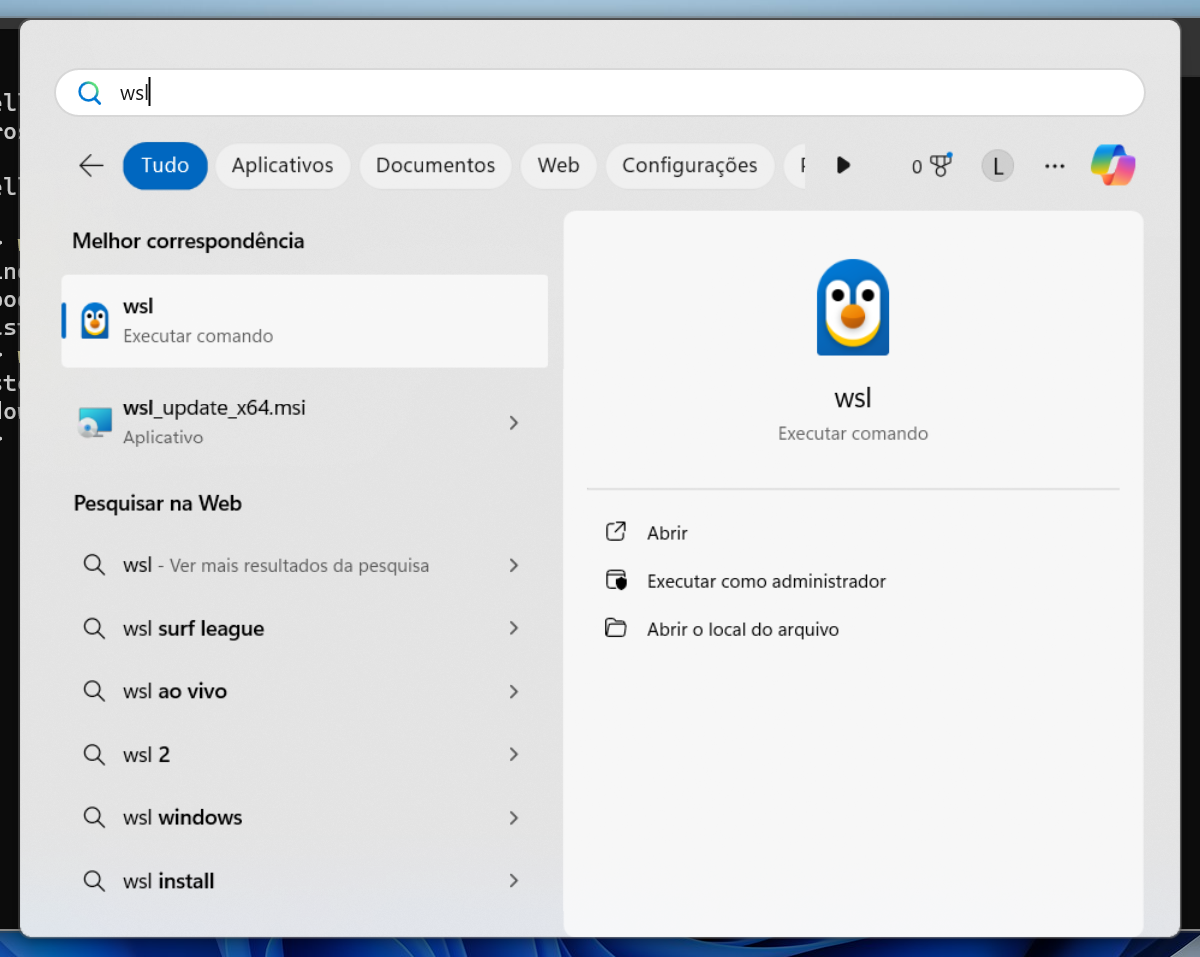 wsl
Tudo
Aplicativos
Documentos
Web
Configurações
0
L
Melhor correspondência
wsl
Executar comando
wsl_update_x64.msi
Aplicativo
Pesquisar na Web
wsl - Ver mais resultados da pesquisa
wsl surf league
wsl ao vivo
wsl 2
wsl windows
wsl install
wsl
Executar comando
Abrir
Executar como administrador
Abrir o local do arquivo